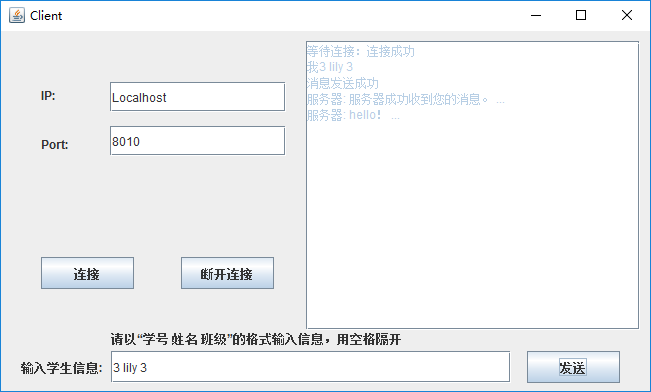 Client
等待连接：连接成功
我3 lily 3
消息发送成功
服务器: 服务器成功收到您的消息。 ...
服务器: hello！ ...
IP:
Localhost
Port:
8010
连接
断开连接
请以“学号 姓名 班级”的格式输入信息，用空格隔开
输入学生信息:
3 lily 3
发送